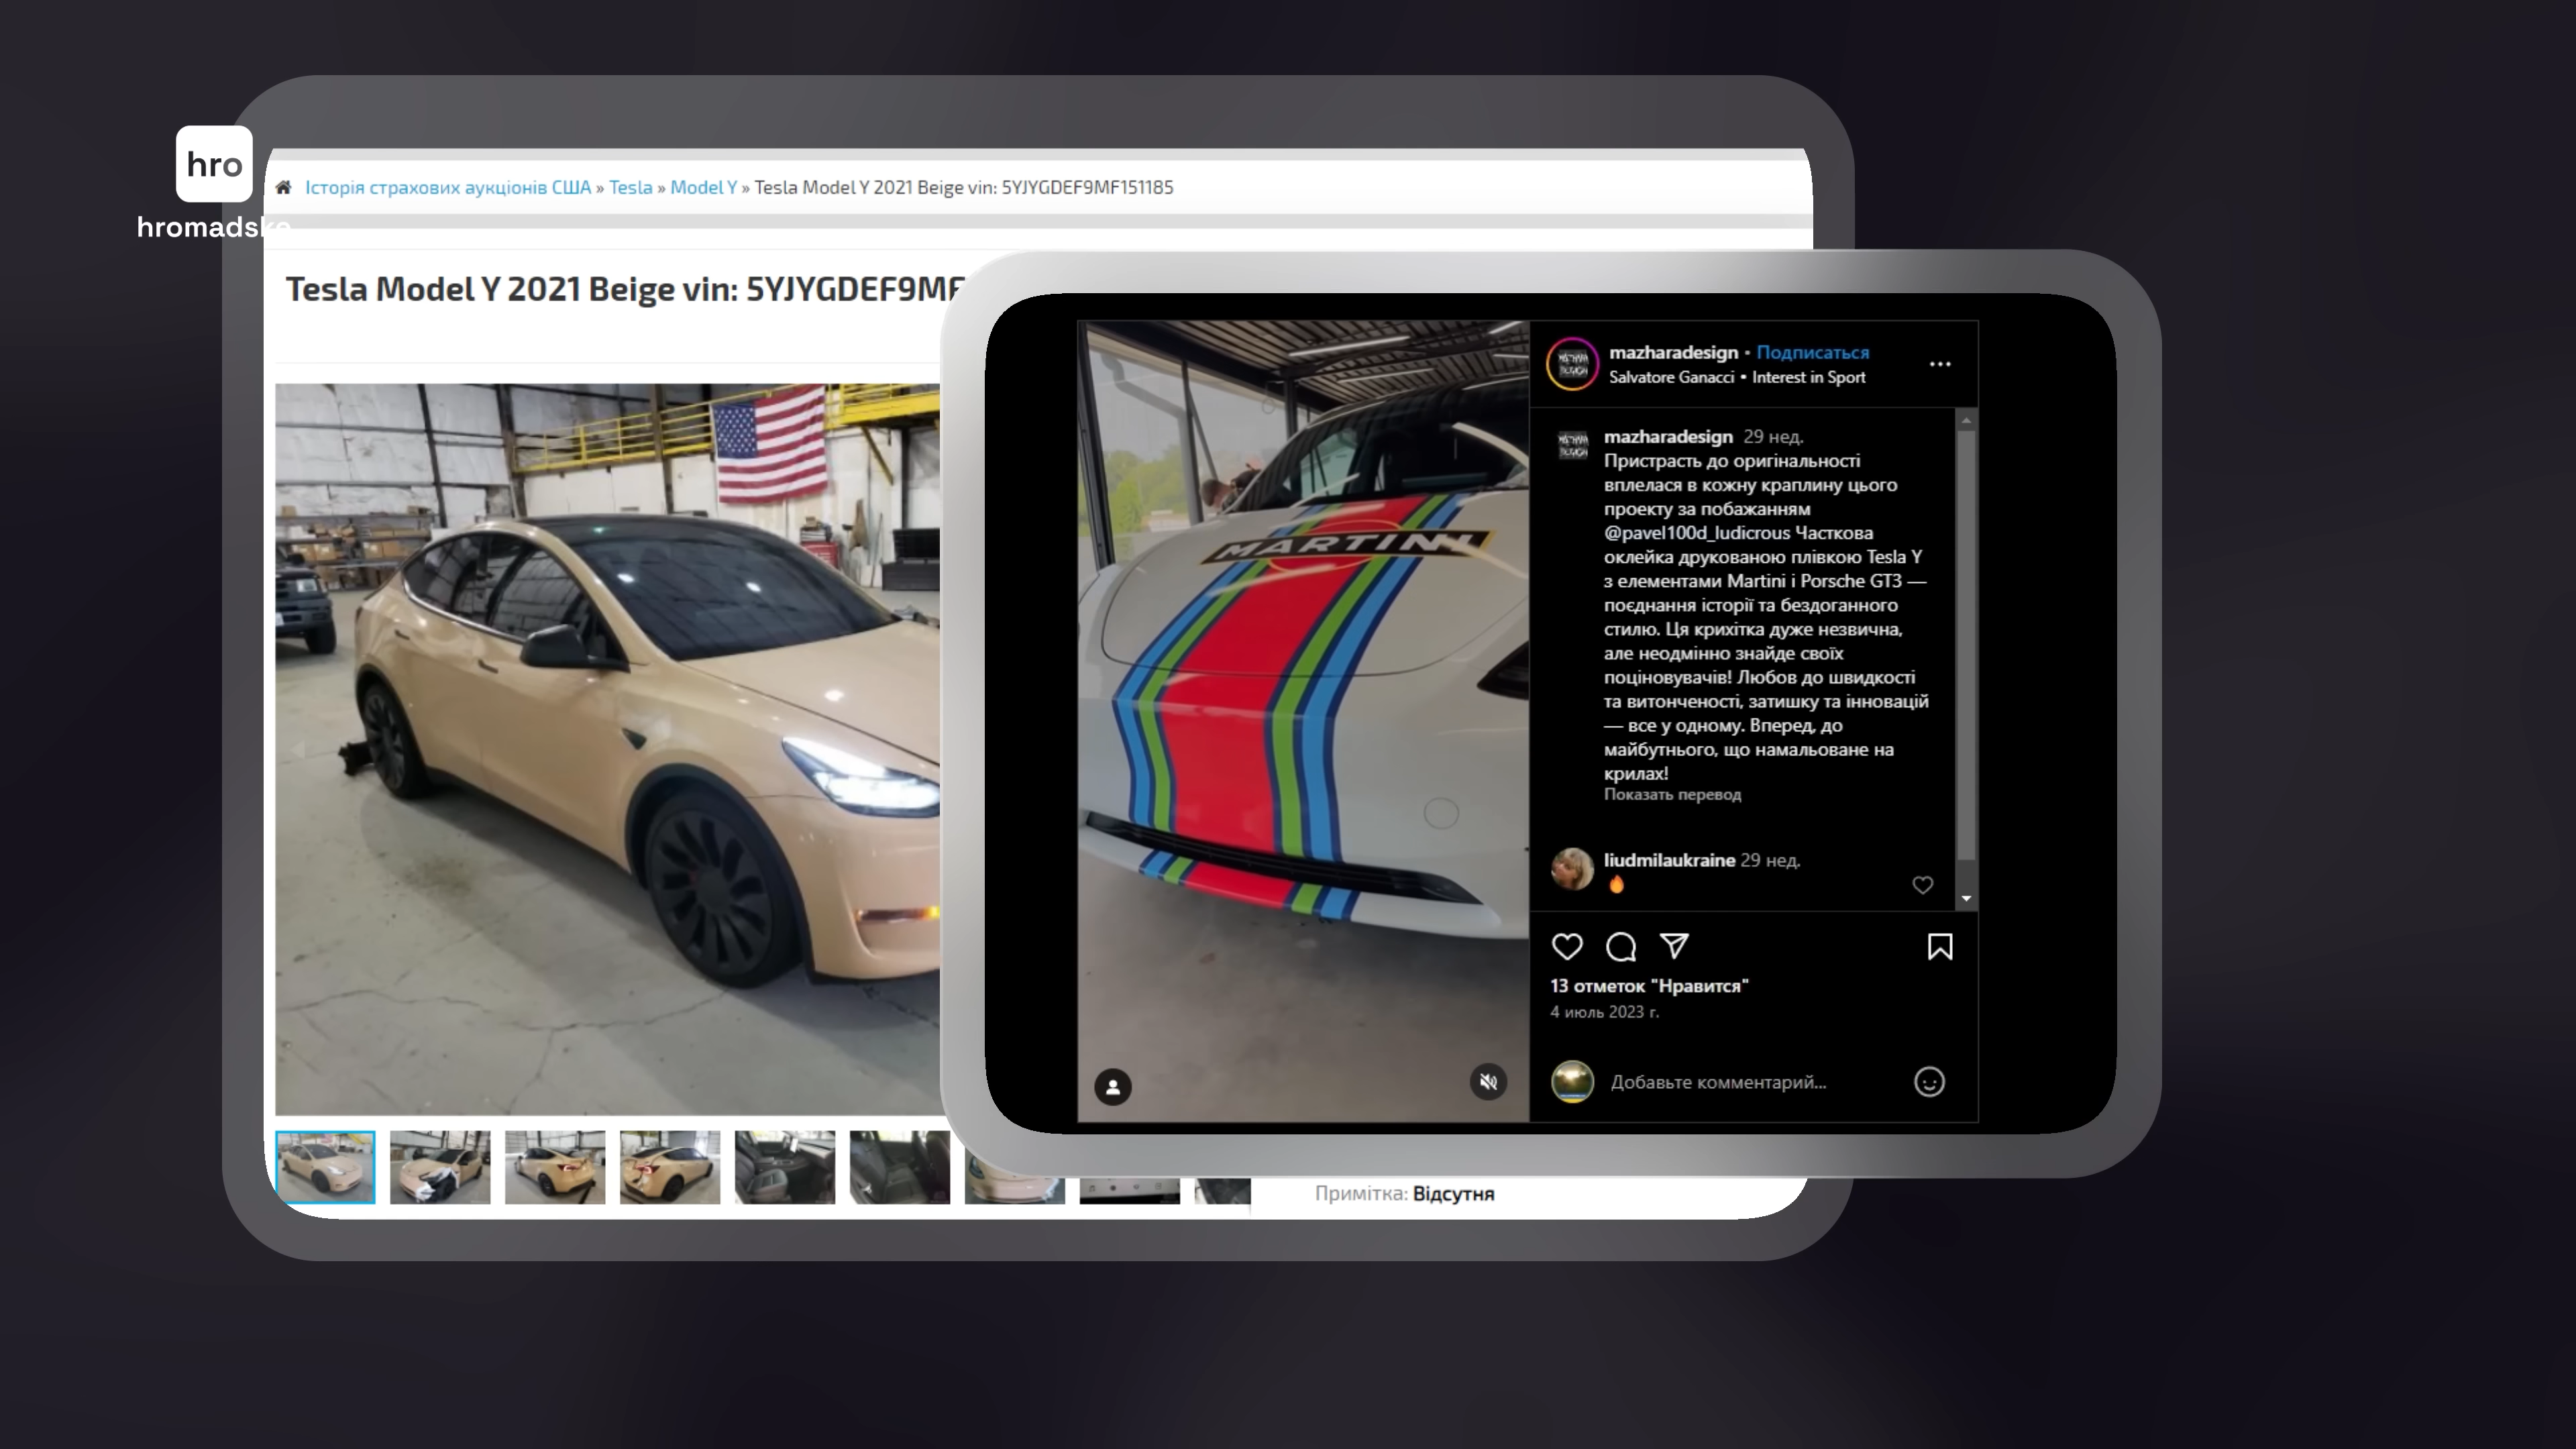 hro
hromadske
Історія страхових аукціонів США » Tesla » Model Y » Tesla Model Y 2021 Beige vin: 5YJYGDEF9MF151185
Tesla Model Y 2021 Beige vin: 5YJYGDEF9MF
MARTINI
mazharadesign • Подписаться
Salvatore Ganacci • Interest in Sport
mazharadesign 29 нед.
Пристрасть до оригінальності
вплелася в кожну краплину цього
проекту за побажанням
@pavel100d_ludicrous Часткова
оклейка друкованою плівкою Tesla Y
з елементами Martini і Porsche GT3 —
поєднання історії та бездоганного
стилю. Ця крихітка дуже незвична,
але неодмінно знайде своїх
поціновувачів! Любов до швидкості
та витонченості, затишку та інновацій
— все у одному. Вперед, до
майбутнього, що намальоване на
крилах!
Показать перевод
liudmilaukraine 29 нед.
🔥
13 отметок "Нравится"
4 июль 2023 г.
Добавьте комментарий...
Примітка: Відсутня